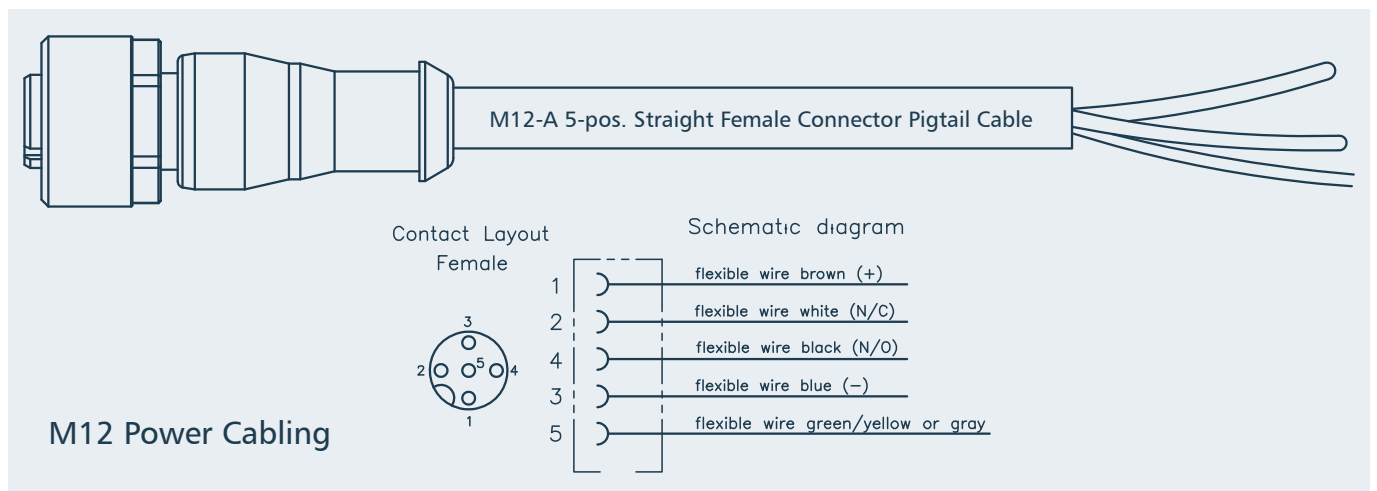 M12-A 5-pos. Straight Female Connector Pigtail Cable
Contact Layout
Female
3
2 5 4
1
Schematic diagram
1 flexible wire brown (+)
2 flexible wire white (N/C)
4 flexible wire black (N/O)
3 flexible wire blue (−)
5 flexible wire green/yellow or gray
M12 Power Cabling